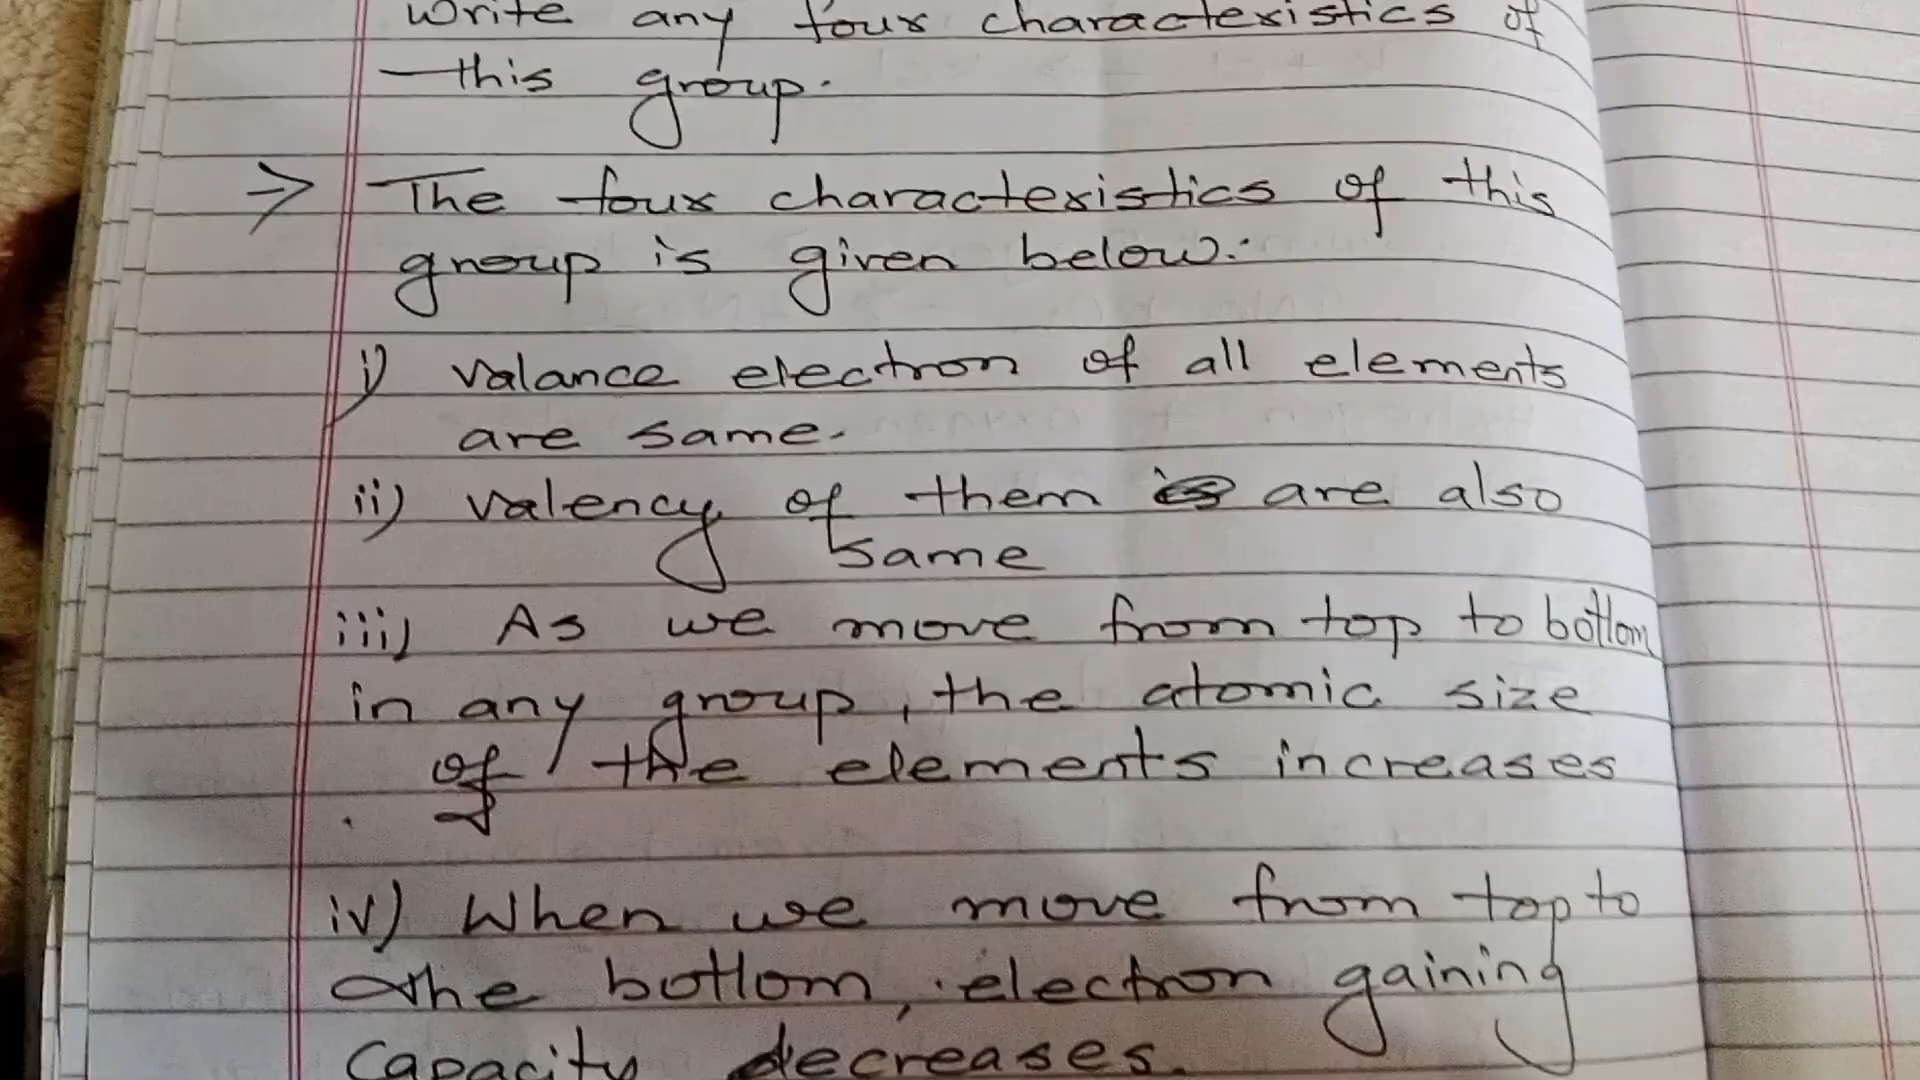 Write any four characteristics of
this group.
=> The four characteristics of this
group is given below:
i) valance electron of all elements
are same.
ii) valency of them are also
same
iii) As we move from top to bottom
in any group, the atomic size
of the elements increases
iv) When we move from top to
the bottom, electron gaining
capacity decreases.